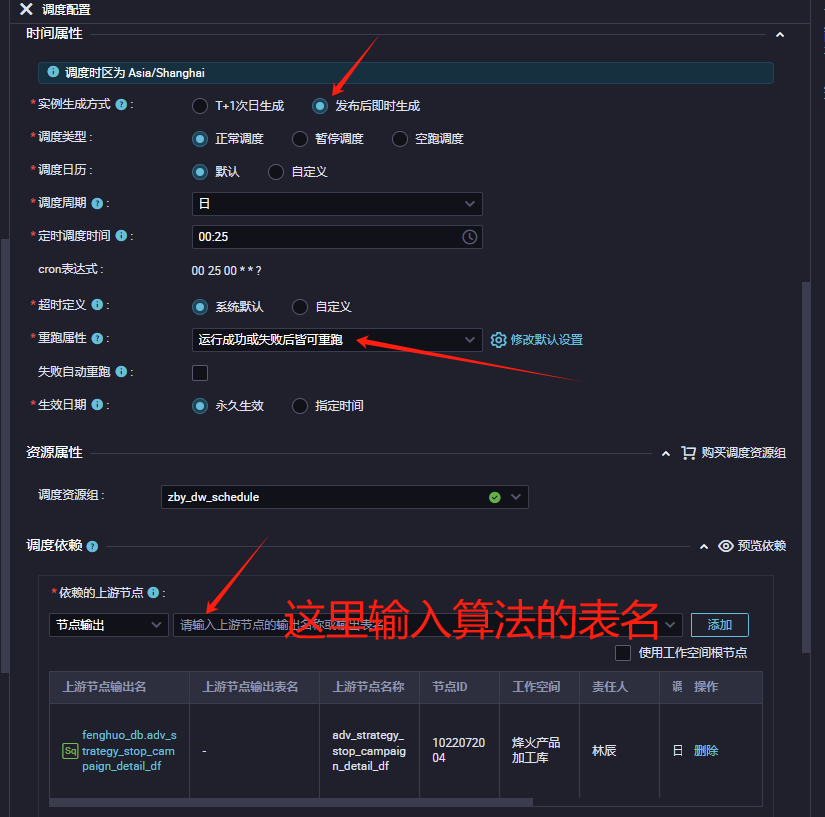 调度配置
时间属性
调度时区为 Asia/Shanghai
*实例生成方式 ? : T+1次日生成 发布后即时生成
*调度类型 : 正常调度 暂停调度 空跑调度
*调度日历 : 默认 自定义
*调度周期 ? : 日
*定时调度时间 : 00:25
cron表达式 : 00 25 00 * * ?
*超时定义 : 系统默认 自定义
*重跑属性 ? : 运行成功或失败后皆可重跑 修改默认设置
失败自动重跑 :
*生效日期 : 永久生效 指定时间
资源属性 购买调度资源组
调度资源组 : zby_dw_schedule
调度依赖 ? 预览依赖
*依赖的上游节点 :
节点输出 请输入上游节点的输出名称或输出表名 添加
这里输入算法的表名
使用工作空间根节点
上游节点输出名 上游节点输出表名 上游节点名称 节点ID 工作空间 责任人 调 操作
Sq fenghuo_db.adv_s
trategy_stop_cam
paign_detail_df
-
adv_strategy_
stop_campaig
n_detail_df
10220720
04
烽火产品
加工库
林辰
日
删除